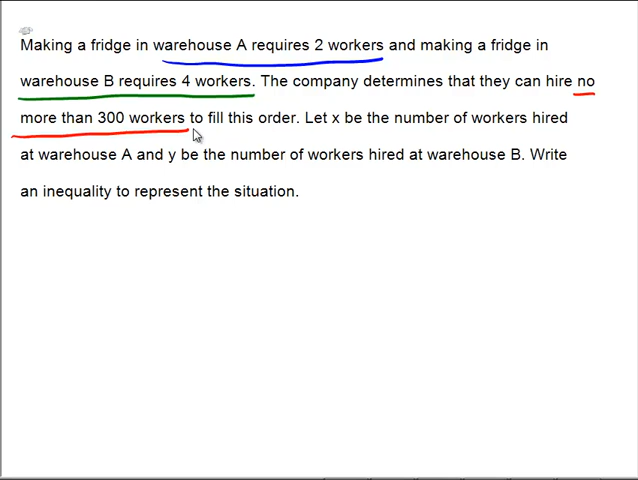 Making a fridge in warehouse A requires 2 workers and making a fridge in
warehouse B requires 4 workers. The company determines that they can hire no
more than 300 workers to fill this order. Let x be the number of workers hired
at warehouse A and y be the number of workers hired at warehouse B. Write
an inequality to represent the situation.